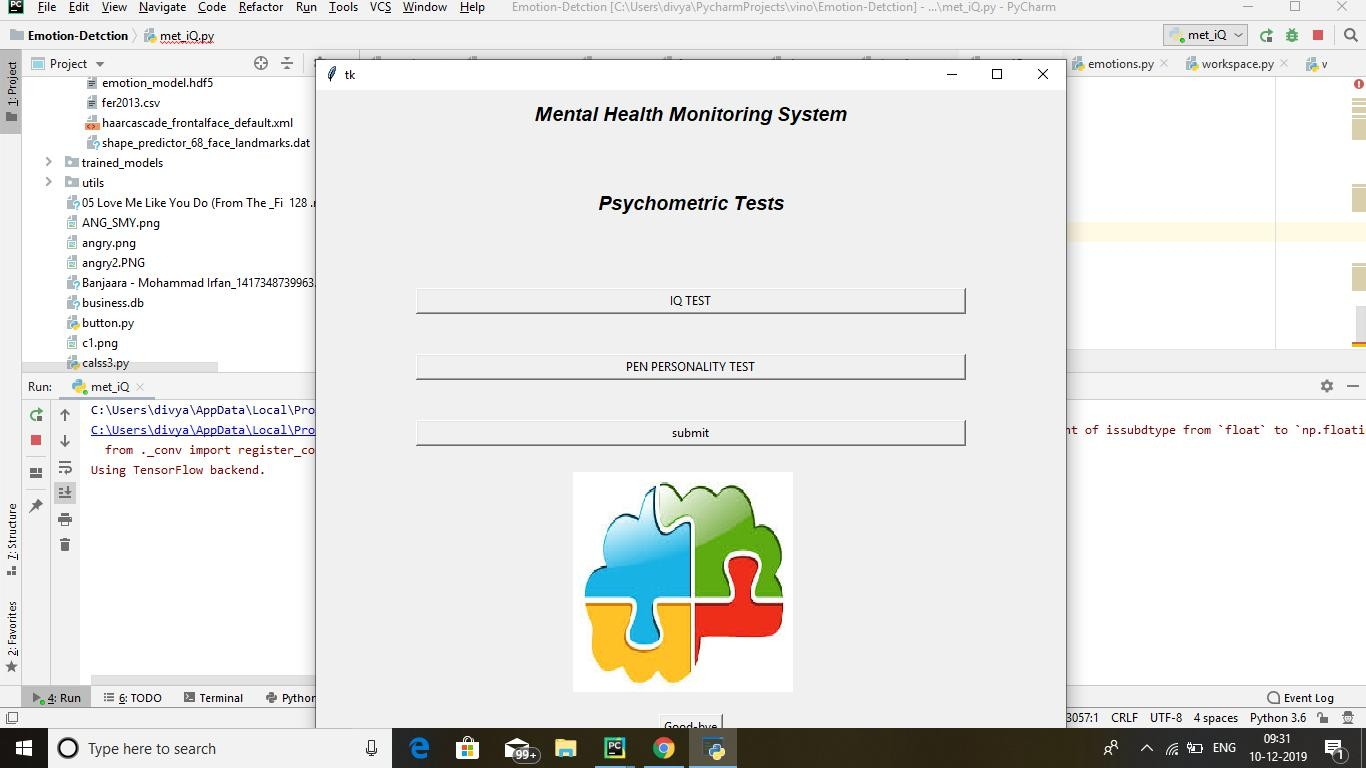 PC
File Edit View Navigate Code Refactor Run Tools VCS Window Help
Emotion-Detction [C:\Users\divya\PycharmProjects\vino\Emotion-Detction] - ...\met_iQ.py - PyCharm
Emotion-Detction met_iQ.py
met_iQ
1: Project
Project
emotions.py workspace.py v
emotion_model.hdf5
fer2013.csv
haarcascade_frontalface_default.xml
shape_predictor_68_face_landmarks.dat
trained_models
utils
05 Love Me Like You Do (From The _Fi 128 .r
ANG_SMY.png
angry.png
angry2.PNG
Banjaara - Mohammad Irfan_1417348739963.
business.db
button.py
c1.png
calss3.py
tk
Mental Health Monitoring System
Psychometric Tests
IQ TEST
PEN PERSONALITY TEST
submit
Good-bye
Run: met_iQ
C:\Users\divya\AppData\Local\Pro
C:\Users\divya\AppData\Local\Pro
nt of issubdtype from `float` to `np.floati
from ._conv import register_co
Using TensorFlow backend.
7: Structure
2: Favorites
4: Run 6: TODO Terminal Python
Event Log
3057:1 CRLF UTF-8 4 spaces Python 3.6
Type here to search
99+
PC
ENG
09:31
10-12-2019
1